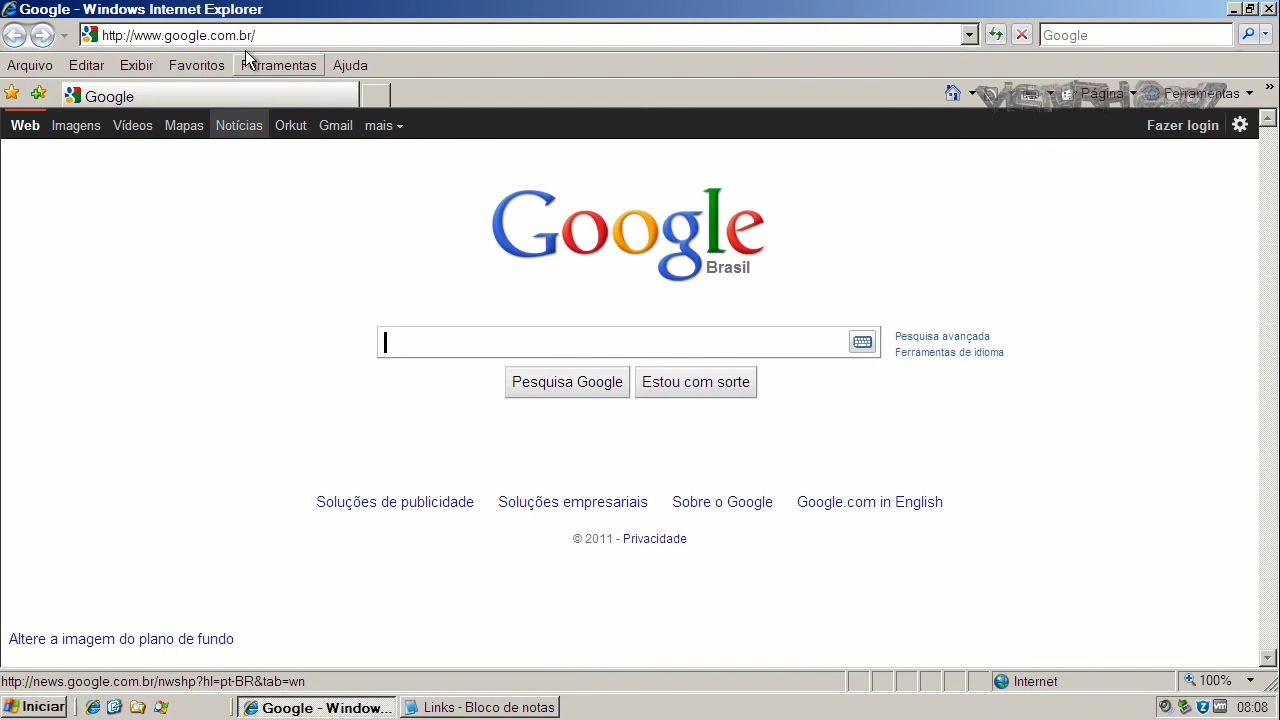 Google - Windows Internet Explorer
http://www.google.com.br/
Google
Arquivo Editar Exibir Favoritos Ferramentas Ajuda
Google
Página Ferramentas »
Web Imagens Vídeos Mapas Notícias Orkut Gmail mais
Fazer login
Google
Brasil
Pesquisa avançada
Ferramentas de idioma
Pesquisa Google Estou com sorte
Soluções de publicidade Soluções empresariais Sobre o Google Google.com in English
© 2011 - Privacidade
Altere a imagem do plano de fundo
http://news.google.com.br/nwshp?hl=pt-BR&tab=wn
Internet
100%
Iniciar
Google - Window...
Links - Bloco de notas
08:08